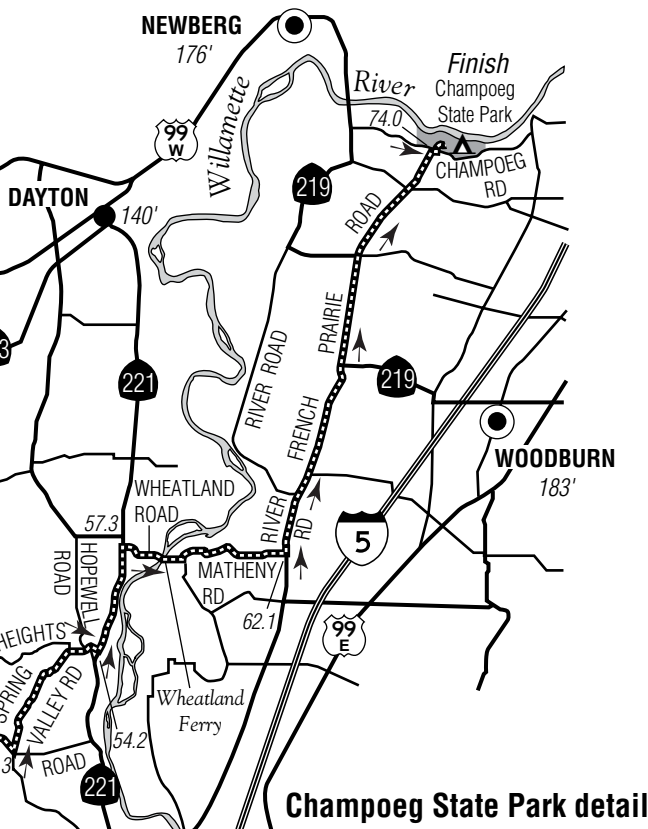 NEWBERG
176'
Willamette
River
Finish
Champoeg
State Park
74.0
99
W
CHAMPOEG
RD
219
DAYTON
140'
ROAD
PRAIRIE
3
221
RIVER ROAD
219
FRENCH
WOODBURN
183'
WHEATLAND
ROAD
57.3
RIVER
RD
5
HOPEWELL
ROAD
MATHENY
RD
62.1
99
E
HEIGHTS
SPRING
VALLEY RD
Wheatland
Ferry
54.2
3
ROAD
221
Champoeg State Park detail